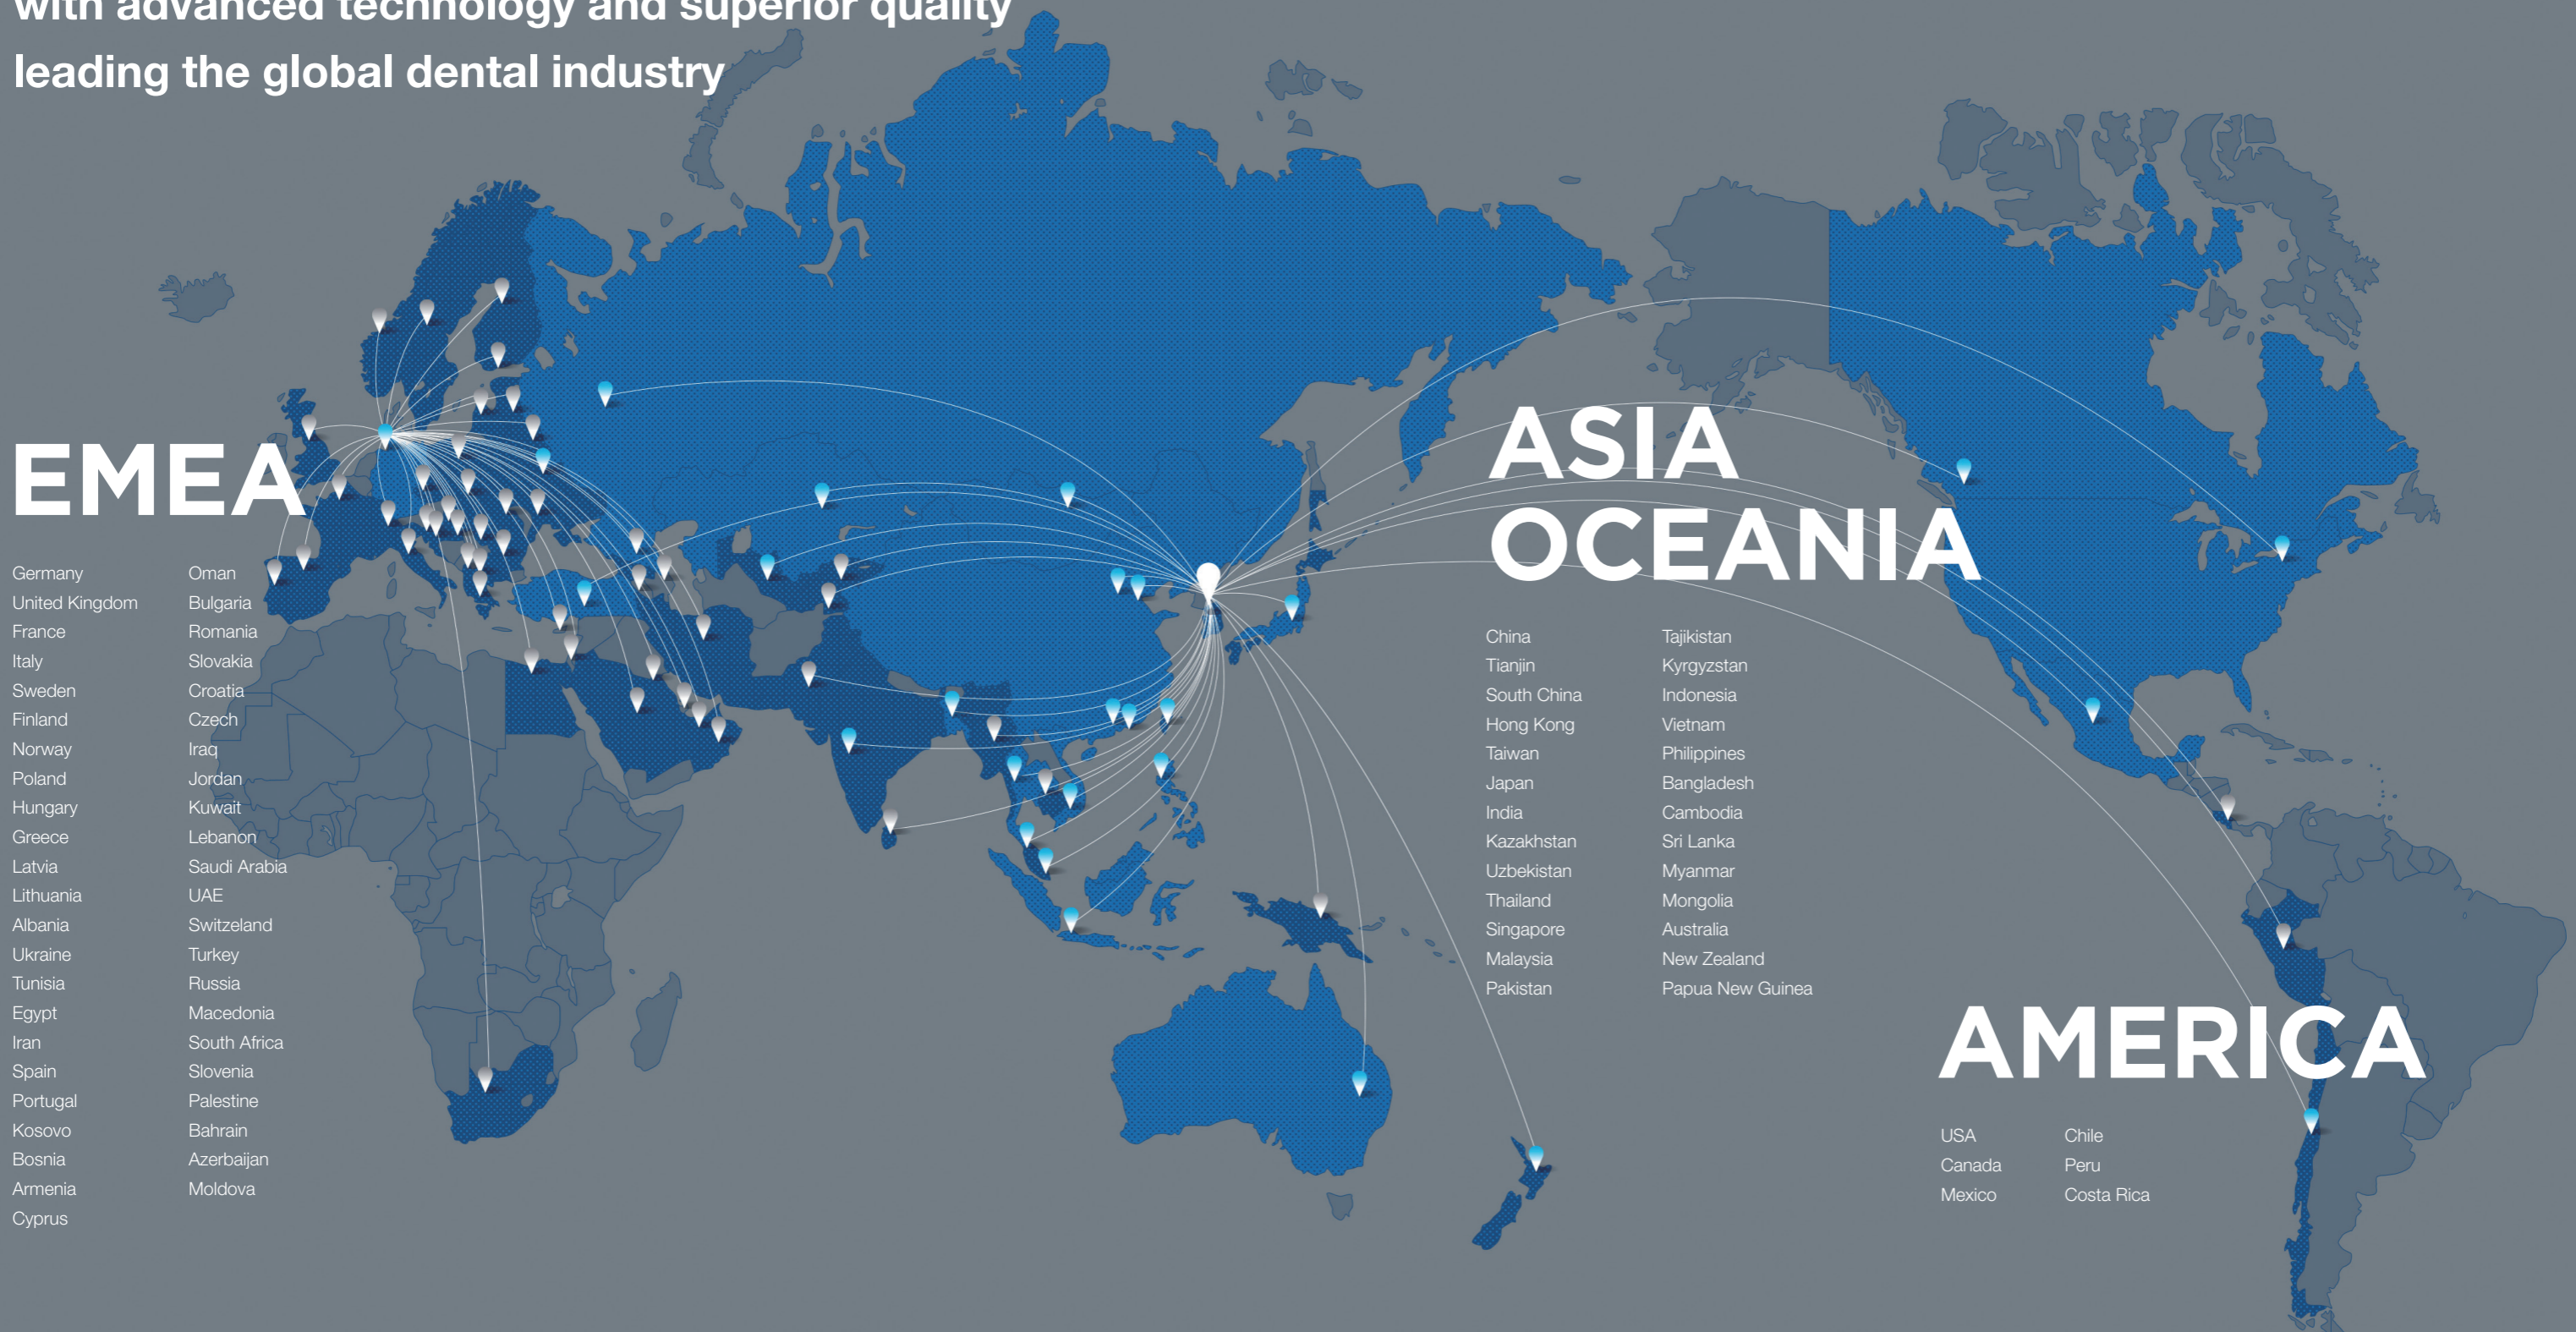 with advanced technology and superior quality
leading the global dental industry
EMEA
Germany
United Kingdom
France
Italy
Sweden
Finland
Norway
Poland
Hungary
Greece
Latvia
Lithuania
Albania
Ukraine
Tunisia
Egypt
Iran
Spain
Portugal
Kosovo
Bosnia
Armenia
Cyprus
Oman
Bulgaria
Romania
Slovakia
Croatia
Czech
Iraq
Jordan
Kuwait
Lebanon
Saudi Arabia
UAE
Switzeland
Turkey
Russia
Macedonia
South Africa
Slovenia
Palestine
Bahrain
Azerbaijan
Moldova
ASIA
OCEANIA
China
Tianjin
South China
Hong Kong
Taiwan
Japan
India
Kazakhstan
Uzbekistan
Thailand
Singapore
Malaysia
Pakistan
Tajikistan
Kyrgyzstan
Indonesia
Vietnam
Philippines
Bangladesh
Cambodia
Sri Lanka
Myanmar
Mongolia
Australia
New Zealand
Papua New Guinea
AMERICA
USA
Canada
Mexico
Chile
Peru
Costa Rica